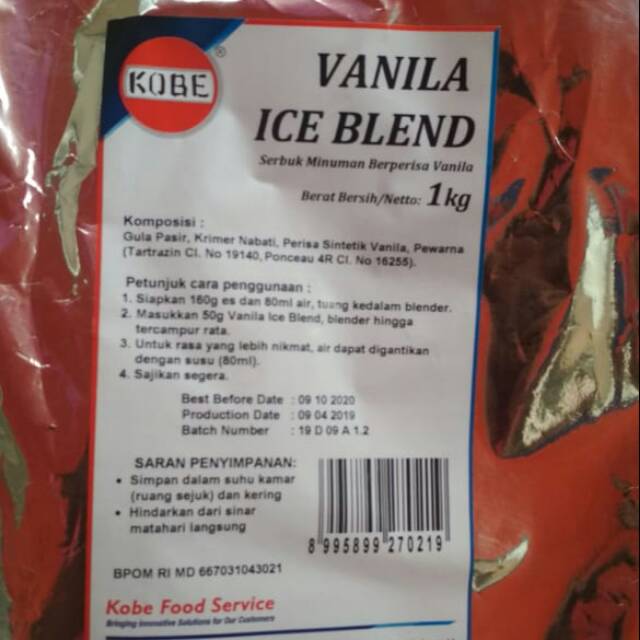 KOBE ®
VANILA
ICE BLEND
Serbuk Minuman Berperisa Vanila
Berat Bersih/Netto: 1kg
Komposisi :
Gula Pasir, Krimer Nabati, Perisa Sintetik Vanila, Pewarna
(Tartrazin CI. No 19140, Ponceau 4R CI. No 16255).
Petunjuk cara penggunaan :
1. Siapkan 160g es dan 80ml air, tuang kedalam blender.
2. Masukkan 50g Vanila Ice Blend, blender hingga
tercampur rata.
3. Untuk rasa yang lebih nikmat, air dapat digantikan
dengan susu (80ml).
4. Sajikan segera.
Best Before Date : 09 10 2020
Production Date : 09 04 2019
Batch Number : 19 D 09 A 1.2
SARAN PENYIMPANAN:
• Simpan dalam suhu kamar
(ruang sejuk) dan kering
• Hindarkan dari sinar
matahari langsung
8 995899 270219
BPOM RI MD 667031043021
Kobe Food Service
Bringing Innovative Solutions for Our Customers